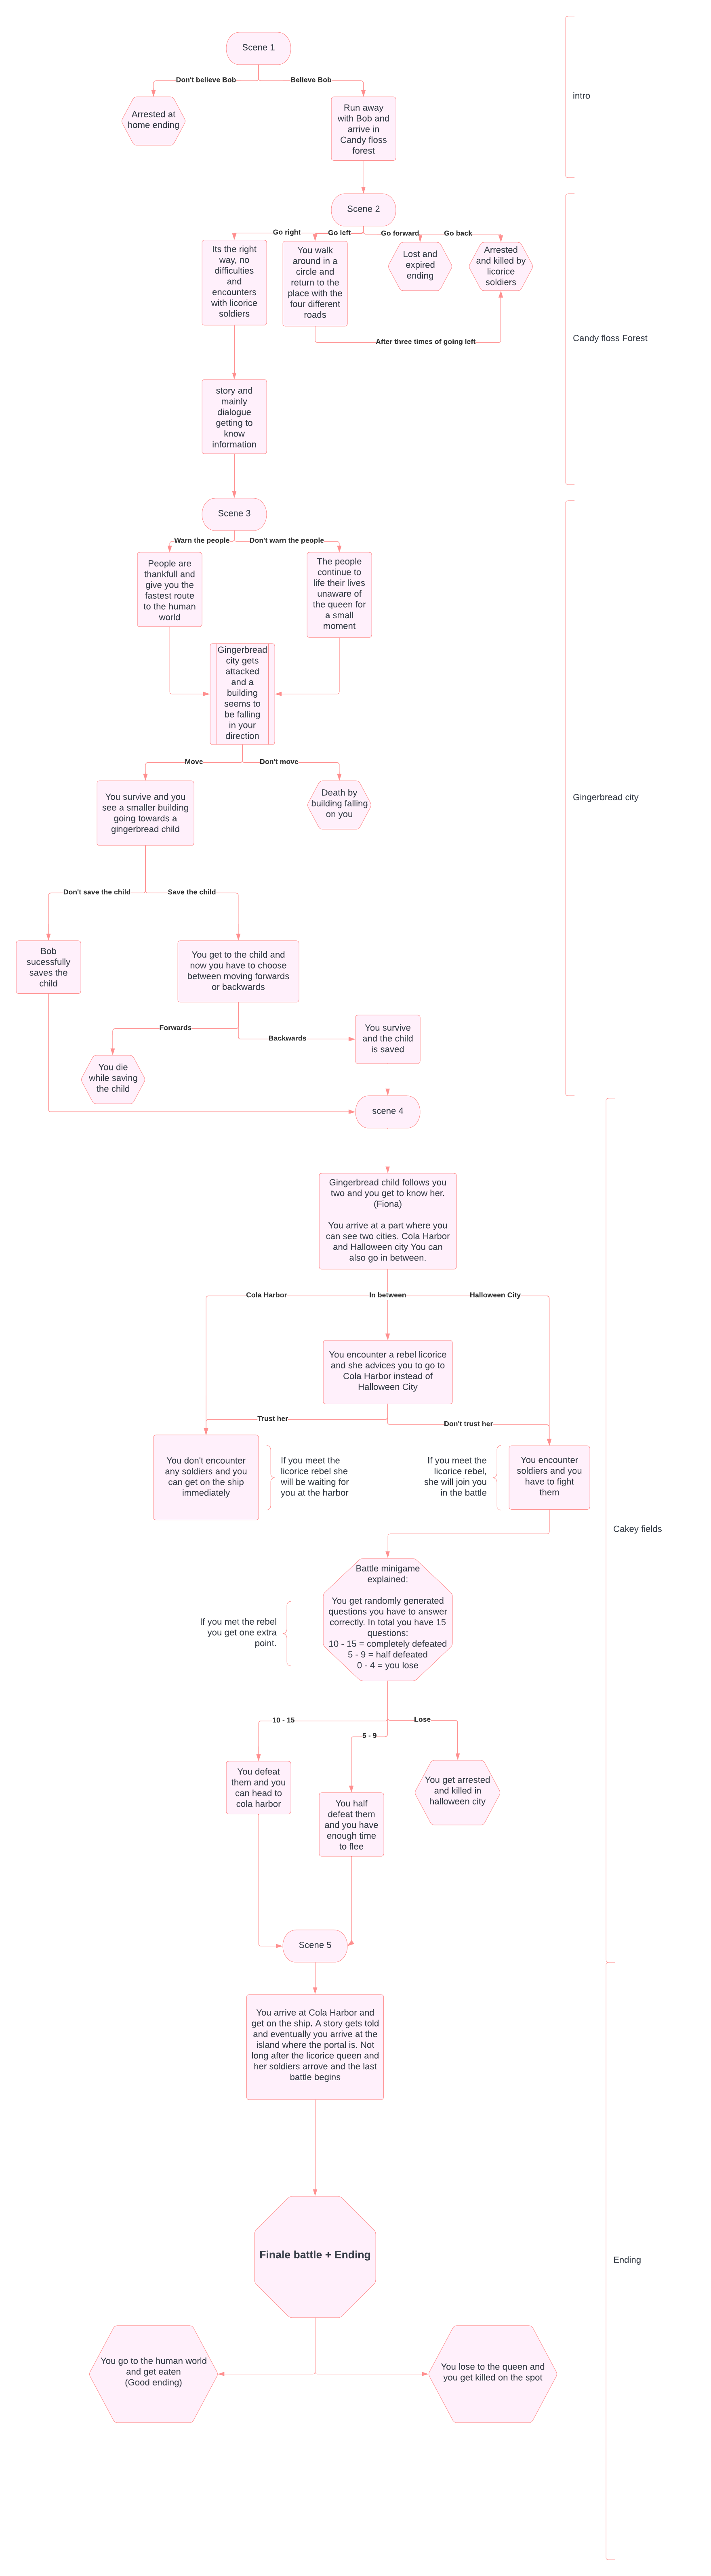 Scene 1
Don't believe Bob
Believe Bob
Arrested at
home ending
Run away
with Bob and
arrive in
Candy floss
forest
intro
Scene 2
Go right
Go left
Go forward
Go back
Its the right
way, no
difficulties
and
encounters
with licorice
soldiers
You walk
around in a
circle and
return to the
place with the
four different
roads
Lost and
expired
ending
Arrested
and killed by
licorice
soldiers
After three times of going left
Candy floss Forest
story and
mainly
dialogue
getting to
know
information
Scene 3
Warn the people
Don't warn the people
People are
thankfull and
give you the
fastest route
to the human
world
The people
continue to
life their lives
unaware of
the queen for
a small
moment
Gingerbread
city gets
attacked
and a
building
seems to
be falling
in your
direction
Move
Don't move
You survive and you
see a smaller building
going towards a
gingerbread child
Death by
building falling
on you
Gingerbread city
Don't save the child
Save the child
Bob
sucessfully
saves the
child
You get to the child and
now you have to choose
between moving forwards
or backwards
Forwards
Backwards
You die
while saving
the child
You survive
and the child
is saved
scene 4
Gingerbread child follows you
two and you get to know her.
(Fiona)
You arrive at a part where you
can see two cities. Cola Harbor
and Halloween city You can
also go in between.
Cola Harbor
In between
Halloween City
You encounter a rebel licorice
and she advices you to go to
Cola Harbor instead of
Halloween City
Trust her
Don't trust her
You don't encounter
any soldiers and you
can get on the ship
immediately
If you meet the
licorice rebel she
will be waiting for
you at the harbor
If you meet the
licorice rebel,
she will join you
in the battle
You encounter
soldiers and you
have to fight
them
Cakey fields
Battle minigame
explained:
You get randomly generated
questions you have to answer
correctly. In total you have 15
questions:
10 - 15 = completely defeated
5 - 9 = half defeated
0 - 4 = you lose
If you met the rebel
you get one extra
point.
10 - 15
5 - 9
Lose
You defeat
them and you
can head to
cola harbor
You half
defeat them
and you have
enough time
to flee
You get arrested
and killed in
halloween city
Scene 5
You arrive at Cola Harbor and
get on the ship. A story gets told
and eventually you arrive at the
island where the portal is. Not
long after the licorice queen and
her soldiers arrove and the last
battle begins
Finale battle + Ending
Ending
You go to the human world
and get eaten
(Good ending)
You lose to the queen and
you get killed on the spot